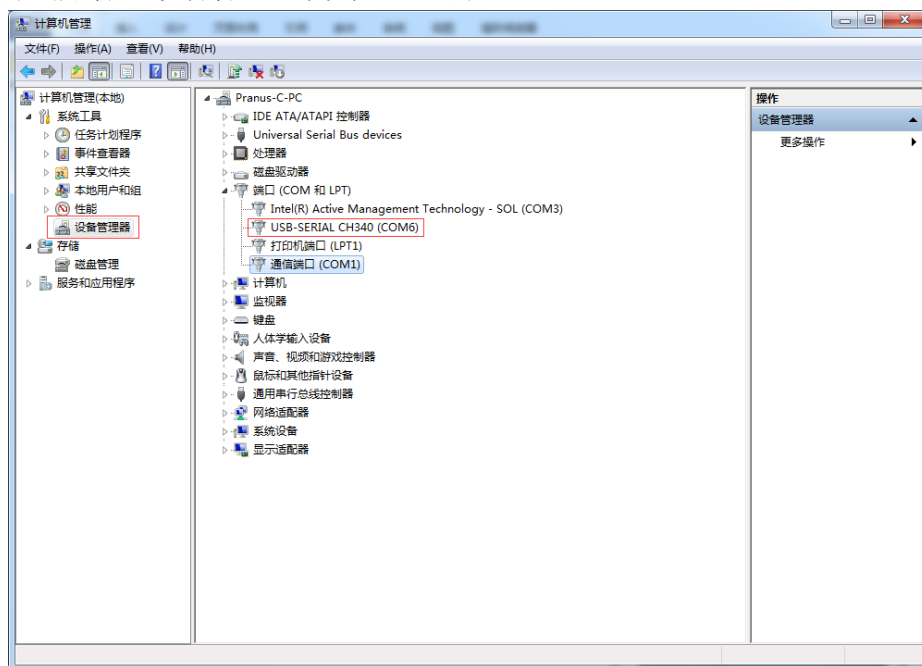 计算机管理
文件(F) 操作(A) 查看(V) 帮助(H)
计算机管理(本地)
系统工具
任务计划程序
事件查看器
共享文件夹
本地用户和组
性能
设备管理器
存储
磁盘管理
服务和应用程序
Pranus-C-PC
IDE ATA/ATAPI 控制器
Universal Serial Bus devices
处理器
磁盘驱动器
端口 (COM 和 LPT)
Intel(R) Active Management Technology - SOL (COM3)
USB-SERIAL CH340 (COM6)
打印机端口 (LPT1)
通信端口 (COM1)
计算机
监视器
键盘
人体学输入设备
声音、视频和游戏控制器
鼠标和其他指针设备
通用串行总线控制器
网络适配器
系统设备
显示适配器
操作
设备管理器
更多操作